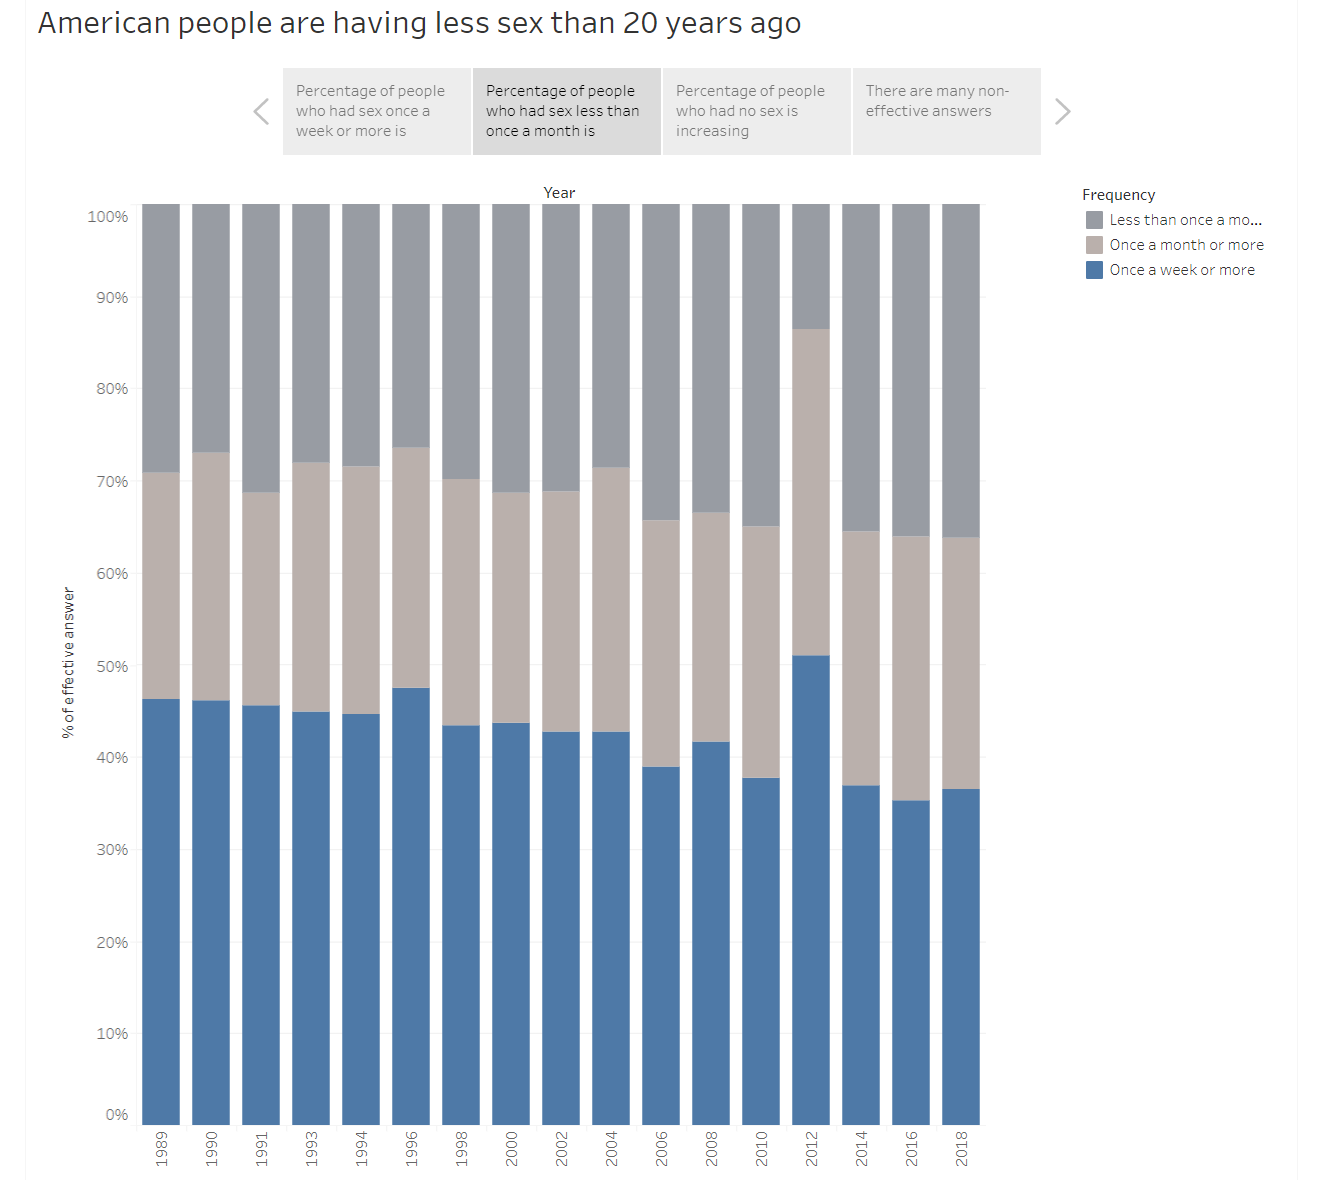 American people are having less sex than 20 years ago
Percentage of people
who had sex once a
week or more is
Percentage of people
who had sex less than
once a month is
Percentage of people
who had no sex is
increasing
There are many non-
effective answers
Year
Frequency
Less than once a mo...
Once a month or more
Once a week or more
100%
90%
80%
70%
60%
50%
40%
30%
20%
10%
0%
% of effective answer
1989
1990
1991
1993
1994
1996
1998
2000
2002
2004
2006
2008
2010
2012
2014
2016
2018